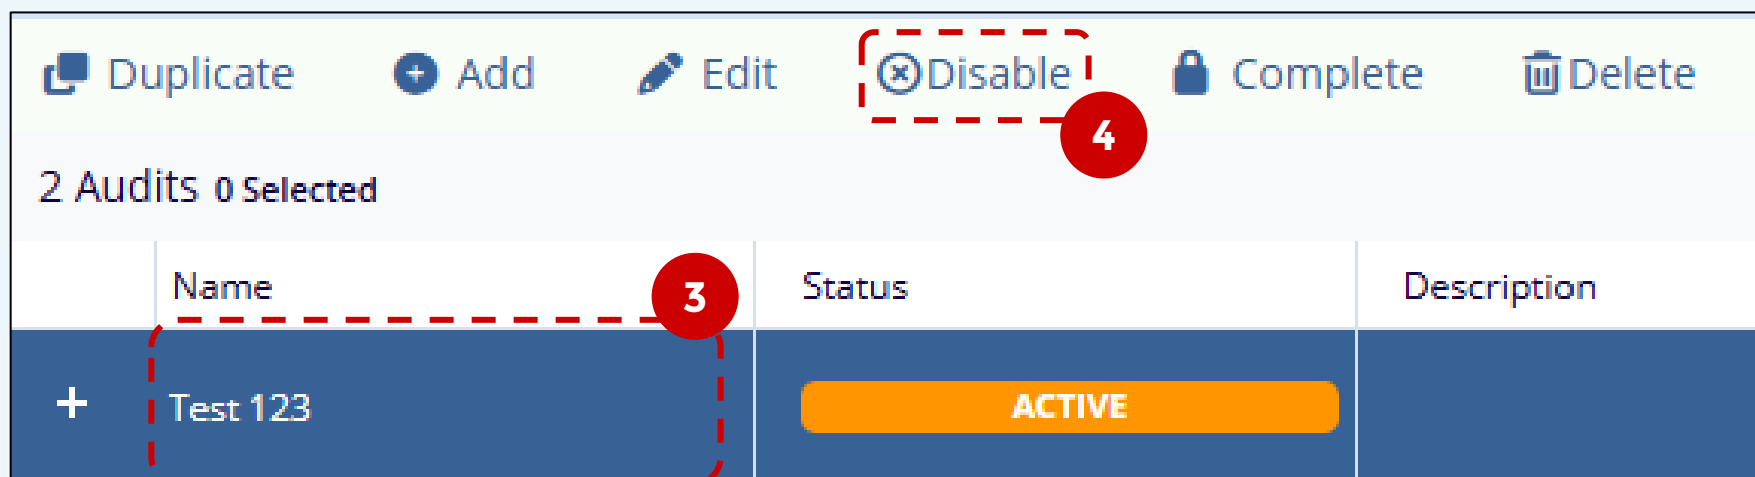 Duplicate Add Edit Disable Complete Delete
4
2 Audits 0 Selected
Name 3 Status Description
+ Test 123 ACTIVE